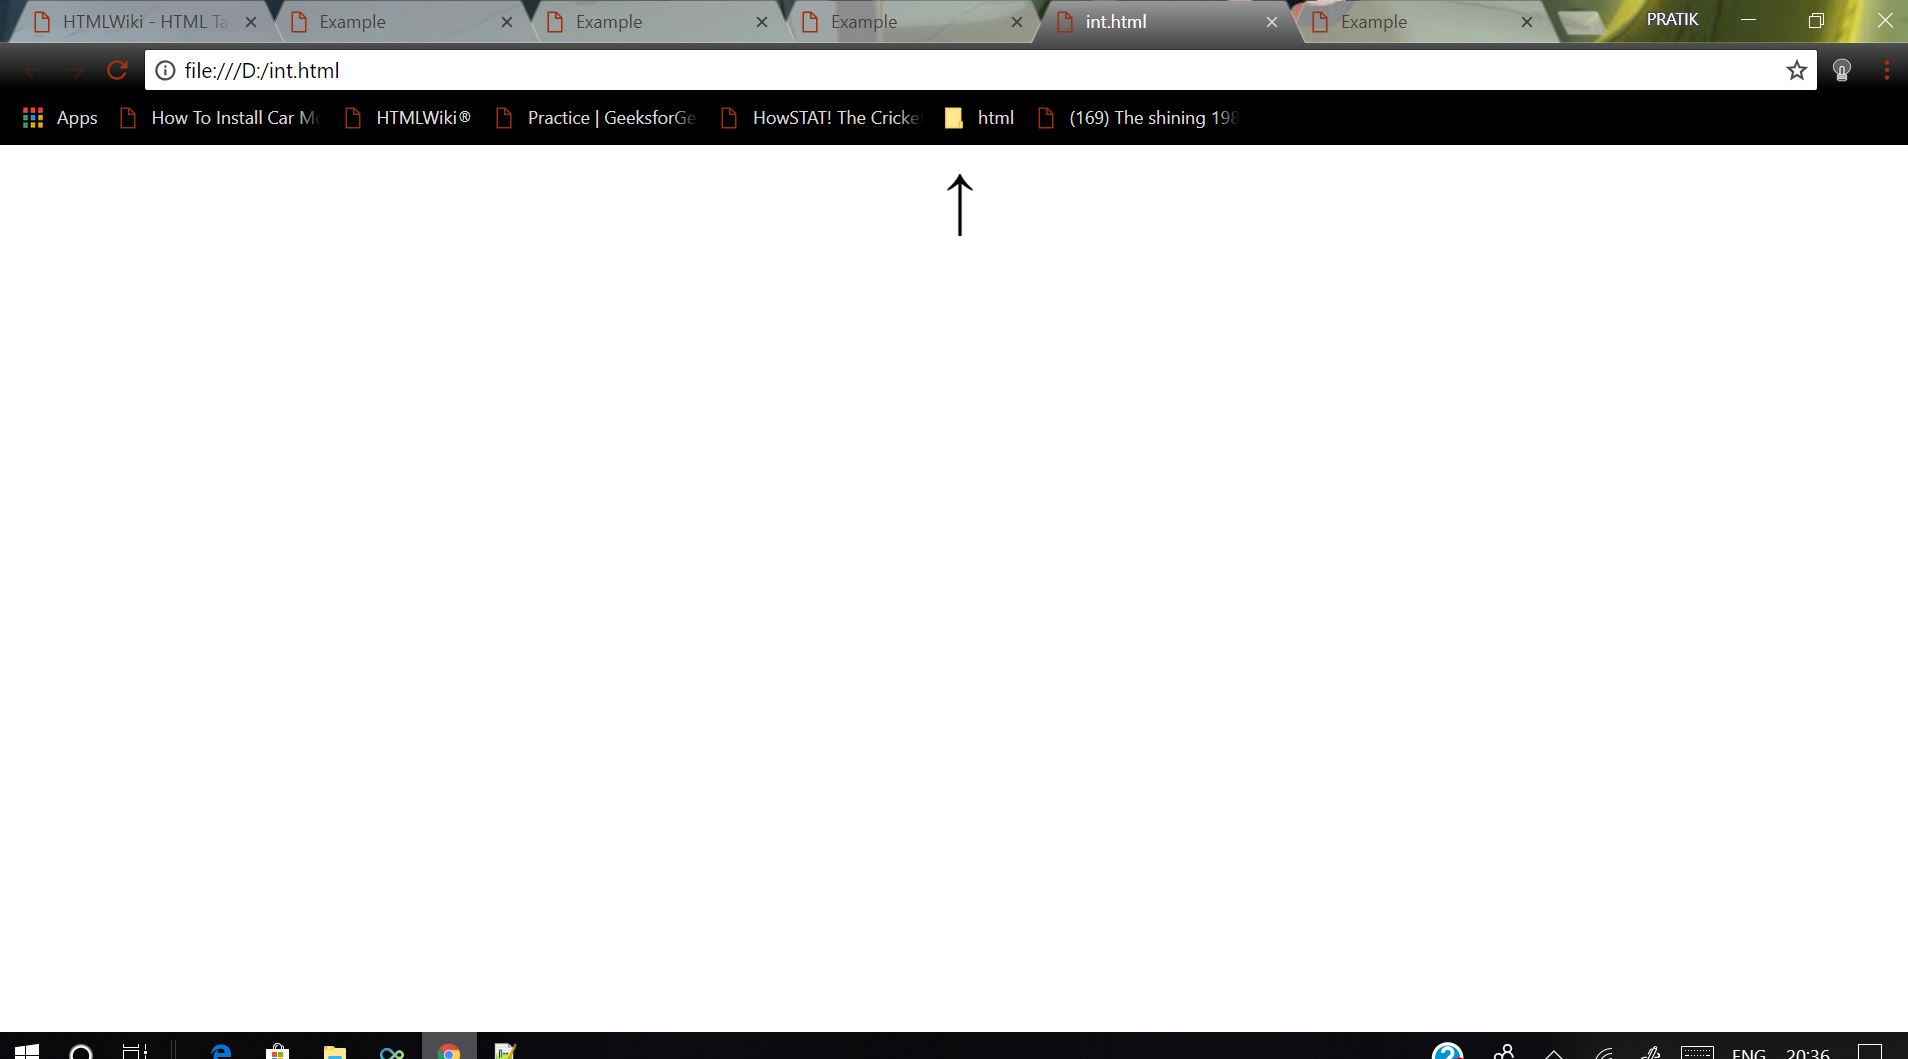 HTMLWiki - HTML Ta
Example
Example
Example
int.html
Example
PRATIK
file:///D:/int.html
Apps
How To Install Car Mo
HTMLWiki®
Practice | GeeksforGe
HowSTAT! The Cricke
html
(169) The shining 198
↑
ENG
20:36